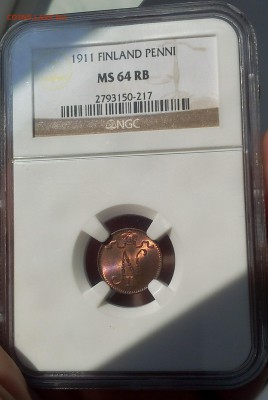 1911 FINLAND PENNI
MS 64 RB
2793150-217
NGC